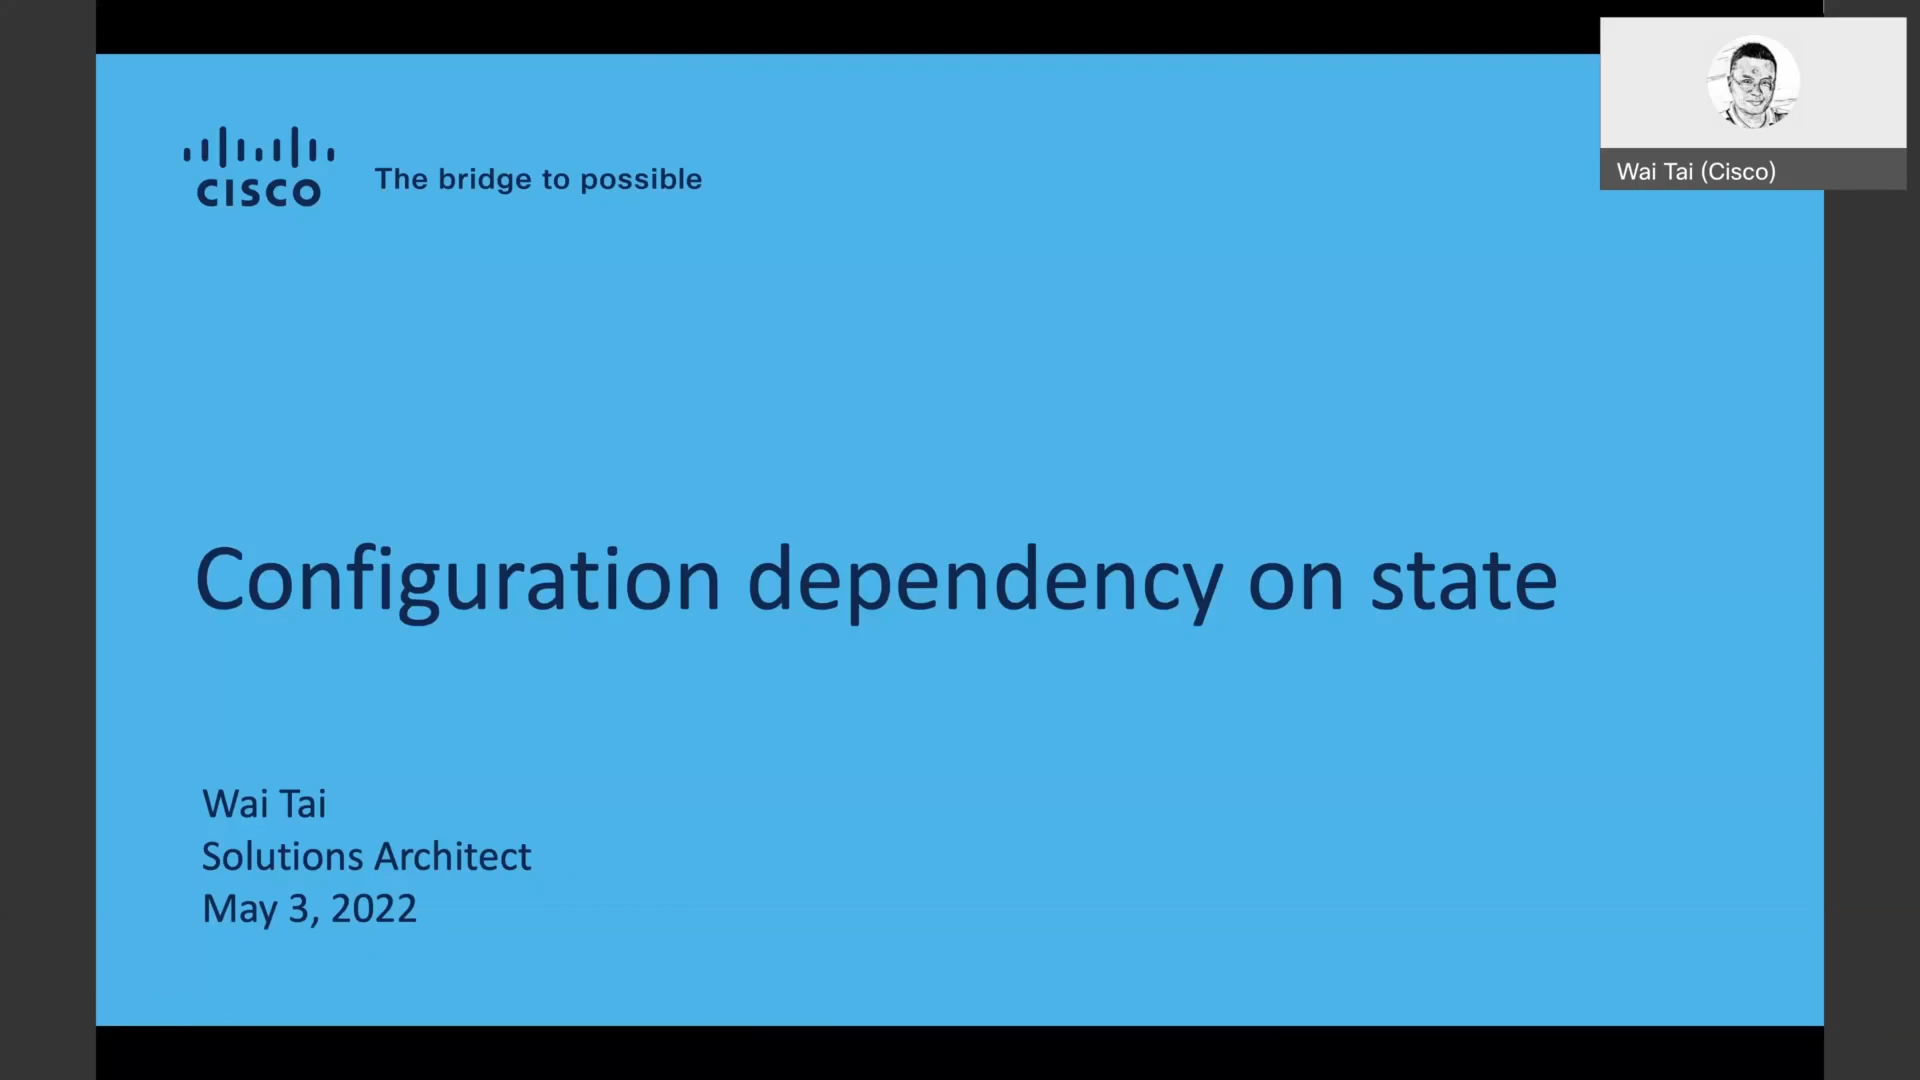 CISCO
The bridge to possible
Wai Tai (Cisco)
Configuration dependency on state
Wai Tai
Solutions Architect
May 3, 2022